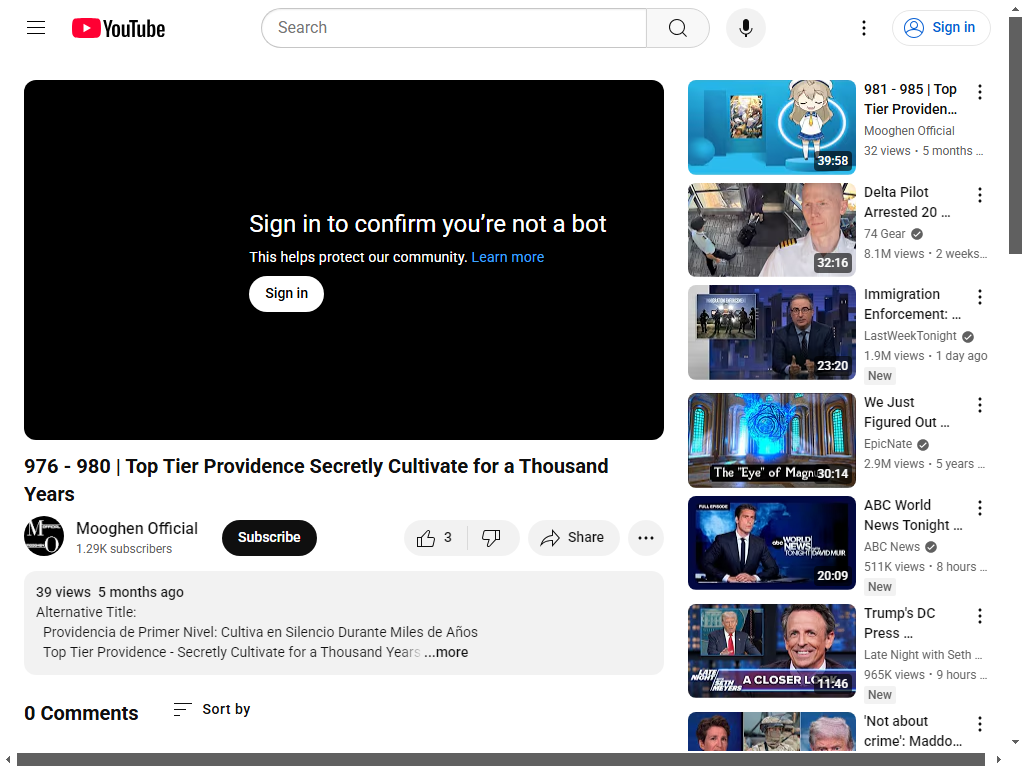 YouTube
Search
Sign in
Sign in to confirm you’re not a bot
This helps protect our community. Learn more
Sign in
976 - 980 | Top Tier Providence Secretly Cultivate for a Thousand
Years
Mooghen Official
1.29K subscribers
Subscribe
3
Share
39 views 5 months ago
Alternative Title:
Providencia de Primer Nivel: Cultiva en Silencio Durante Miles de Años
Top Tier Providence - Secretly Cultivate for a Thousand Years ...more
0 Comments
Sort by
39:58
981 - 985 | Top
Tier Providen...
Mooghen Official
32 views • 5 months ...
32:16
Delta Pilot
Arrested 20 ...
74 Gear
8.1M views • 2 weeks...
23:20
Immigration
Enforcement: ...
LastWeekTonight
1.9M views • 1 day ago
New
The "Eye" of Magn
30:14
We Just
Figured Out ...
EpicNate
2.9M views • 5 years ...
FULL EPISODE
abc WORLD
NEWS
TONIGHT DAVID MUIR
20:09
ABC World
News Tonight ...
ABC News
511K views • 8 hours ...
New
LATE
NIGHT
SETH
MEYERS
A CLOSER LOOK
11:46
Trump's DC
Press ...
Late Night with Seth ...
965K views • 9 hours ...
New
'Not about
crime': Maddo...